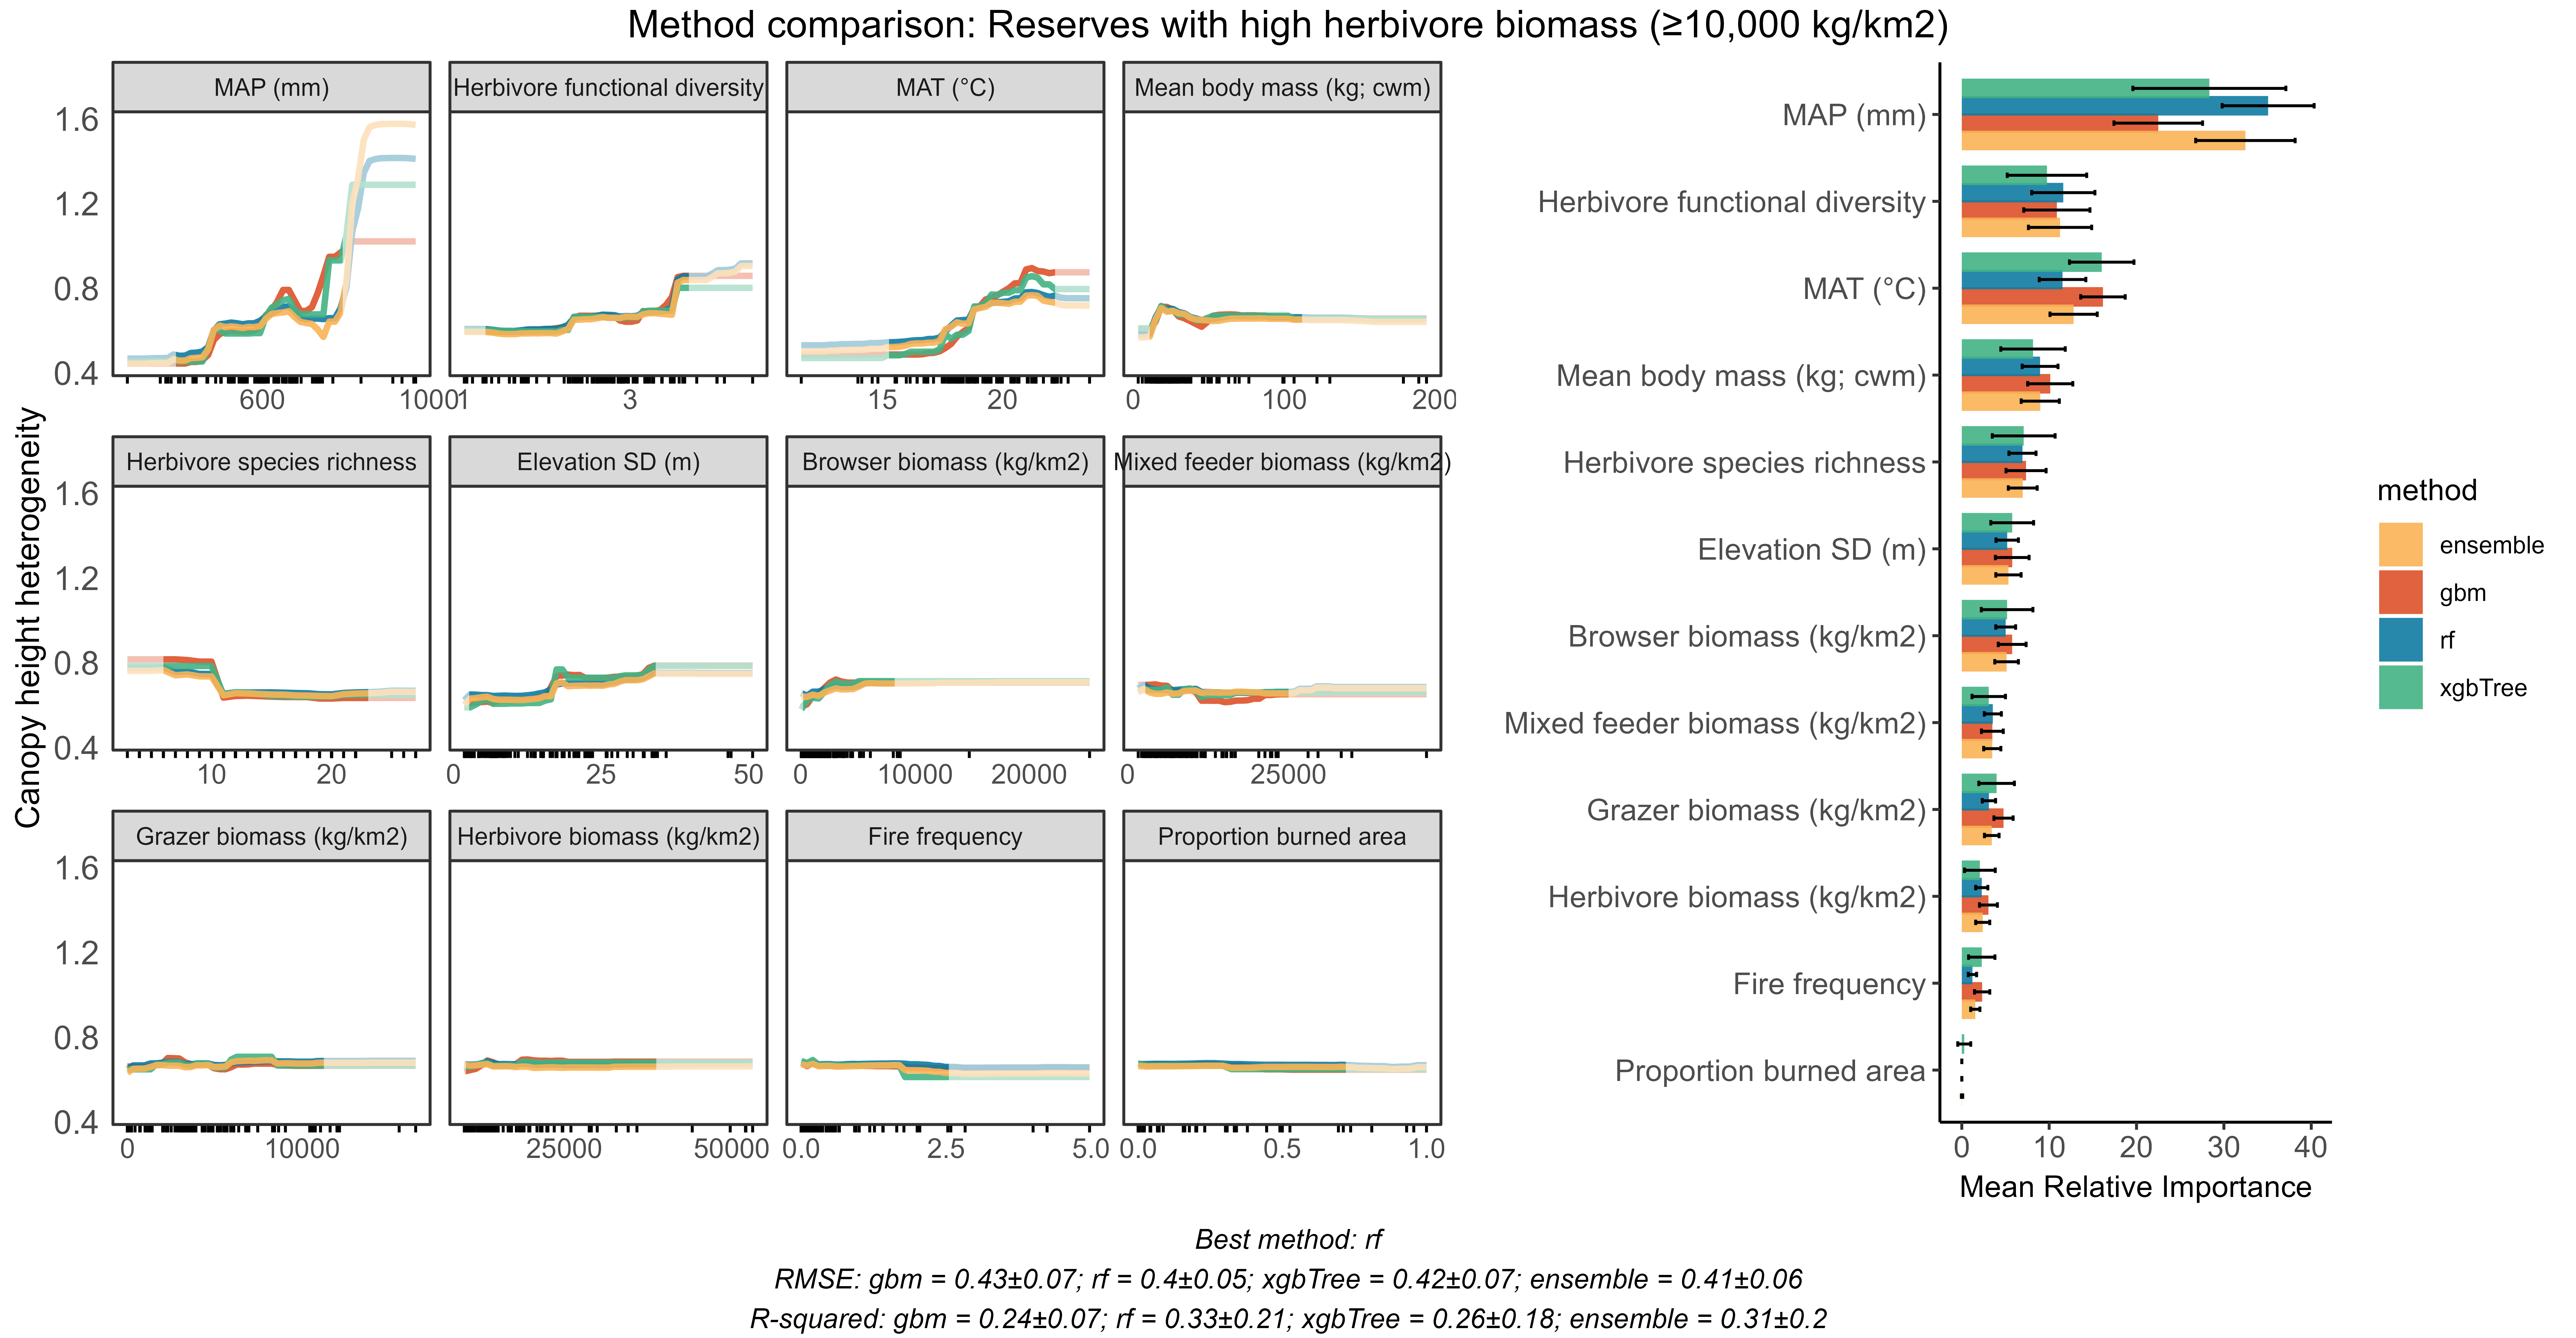 Method comparison: Reserves with high herbivore biomass (≥10,000 kg/km2)
Canopy height heterogeneity
MAP (mm)
Herbivore functional diversity
MAT (°C)
Mean body mass (kg; cwm)
1.6
1.2
0.8
0.4
600 1000
1 3
15 20
0 100 200
Herbivore species richness
Elevation SD (m)
Browser biomass (kg/km2)
Mixed feeder biomass (kg/km2)
1.6
1.2
0.8
0.4
10 20
0 25 50
0 10000 20000
0 25000
Grazer biomass (kg/km2)
Herbivore biomass (kg/km2)
Fire frequency
Proportion burned area
1.6
1.2
0.8
0.4
0 10000
25000 50000
0.0 2.5 5.0
0.0 0.5 1.0
MAP (mm)
Herbivore functional diversity
MAT (°C)
Mean body mass (kg; cwm)
Herbivore species richness
Elevation SD (m)
Browser biomass (kg/km2)
Mixed feeder biomass (kg/km2)
Grazer biomass (kg/km2)
Herbivore biomass (kg/km2)
Fire frequency
Proportion burned area
0 10 20 30 40
Mean Relative Importance
method
ensemble
gbm
rf
xgbTree
Best method: rf
RMSE: gbm = 0.43±0.07; rf = 0.4±0.05; xgbTree = 0.42±0.07; ensemble = 0.41±0.06
R-squared: gbm = 0.24±0.07; rf = 0.33±0.21; xgbTree = 0.26±0.18; ensemble = 0.31±0.2